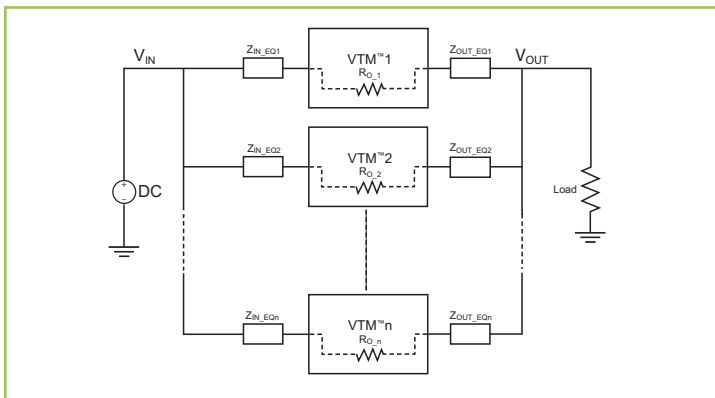 V_IN
Z_IN_EQ1
VTM™1
R_O_1
Z_OUT_EQ1
V_OUT
Z_IN_EQ2
VTM™2
R_O_2
Z_OUT_EQ2
+
−
DC
Load
Z_IN_EQn
VTM™n
R_O_n
Z_OUT_EQn